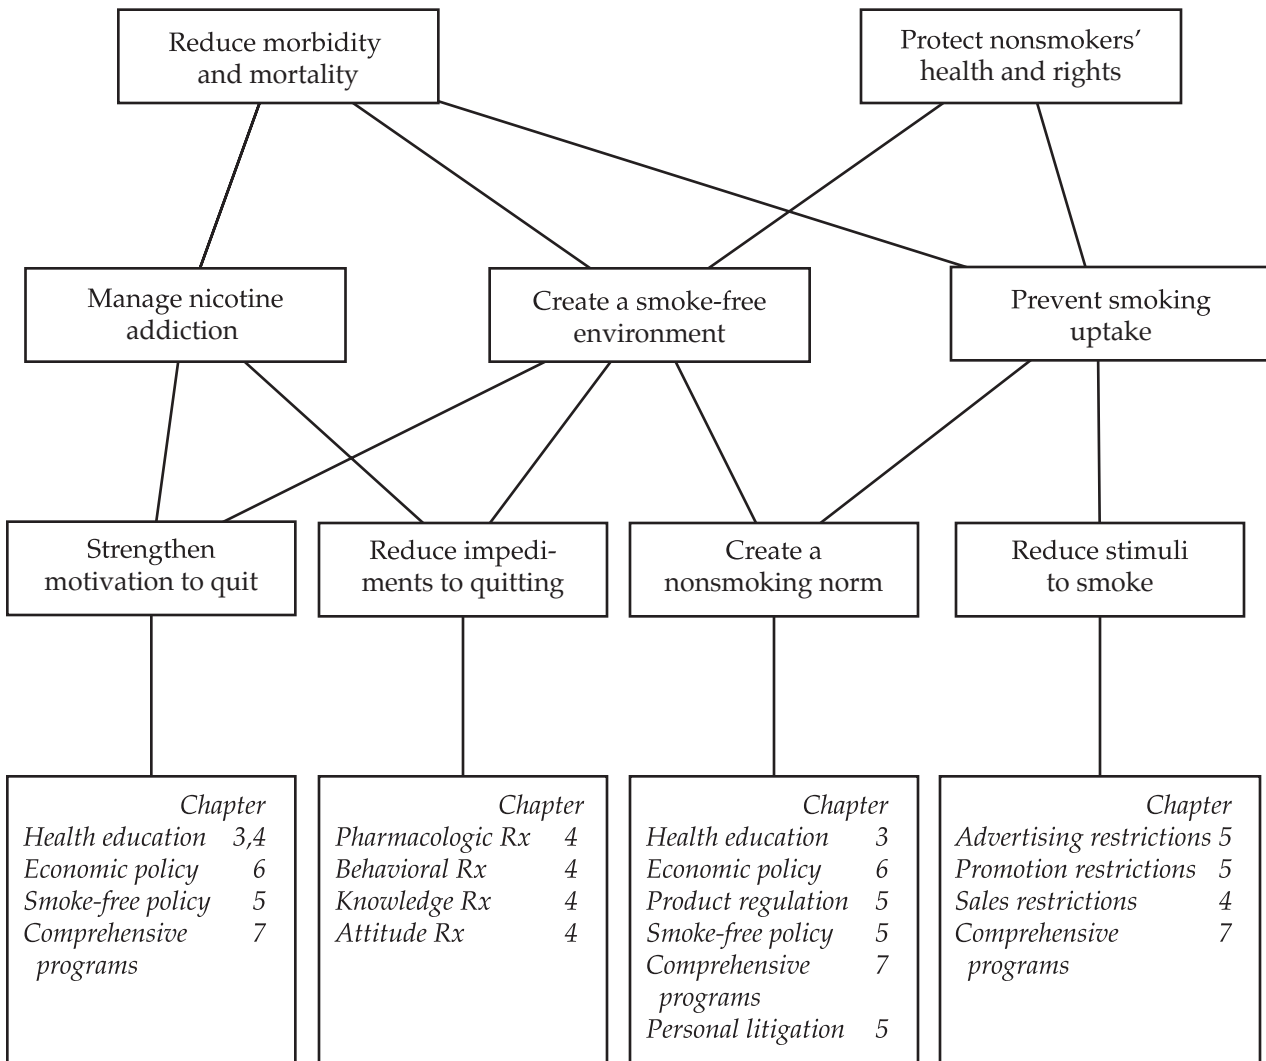 Reduce morbidity
and mortality
Protect nonsmokers’
health and rights
Manage nicotine
addiction
Create a smoke-free
environment
Prevent smoking
uptake
Strengthen
motivation to quit
Reduce impedi-
ments to quitting
Create a
nonsmoking norm
Reduce stimuli
to smoke
Chapter
Health education 3,4
Economic policy 6
Smoke-free policy 5
Comprehensive 7
programs
Chapter
Pharmacologic Rx 4
Behavioral Rx 4
Knowledge Rx 4
Attitude Rx 4
Chapter
Health education 3
Economic policy 6
Product regulation 5
Smoke-free policy 5
Comprehensive 7
programs
Personal litigation 5
Chapter
Advertising restrictions 5
Promotion restrictions 5
Sales restrictions 4
Comprehensive 7
programs